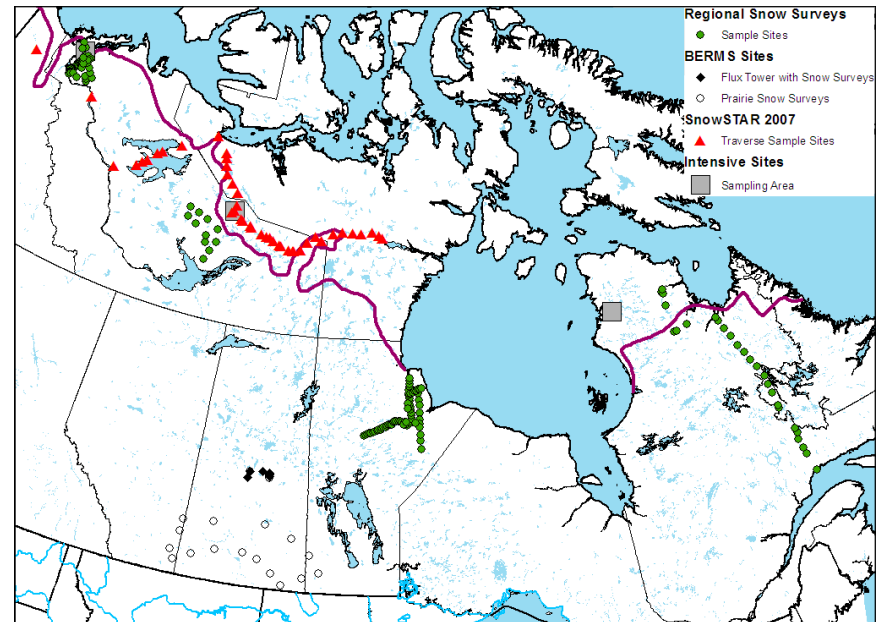 Regional Snow Surveys
Sample Sites
BERMS Sites
Flux Tower with Snow Surveys
Prairie Snow Surveys
SnowSTAR 2007
Traverse Sample Sites
Intensive Sites
Sampling Area